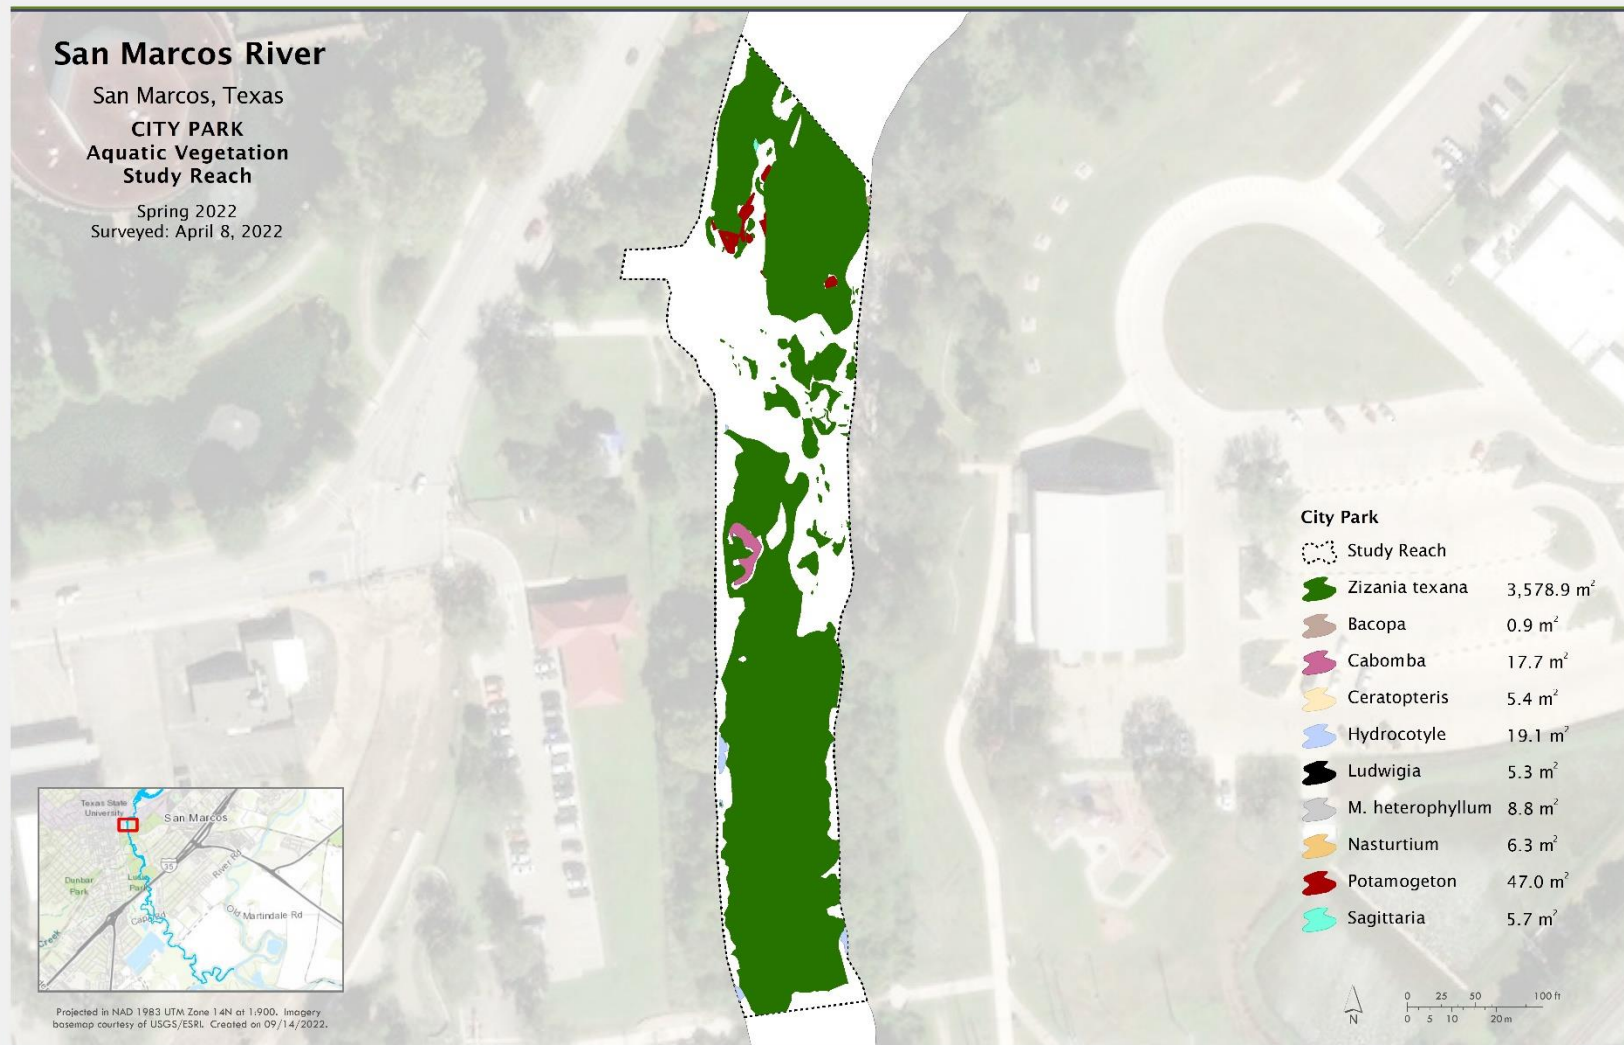 San Marcos River
San Marcos, Texas
CITY PARK
Aquatic Vegetation
Study Reach
Spring 2022
Surveyed: April 8, 2022
City Park
Study Reach
Zizania texana 3,578.9 m²
Bacopa 0.9 m²
Cabomba 17.7 m²
Ceratopteris 5.4 m²
Hydrocotyle 19.1 m²
Ludwigia 5.3 m²
M. heterophyllum 8.8 m²
Nasturtium 6.3 m²
Potamogeton 47.0 m²
Sagittaria 5.7 m²
Texas State
University
San Marcos
35
River Rd
Dunbar
Park
Park
Old Martindale Rd
Creek
N
0 25 50 100 ft
0 5 10 20 m
Projected in NAD 1983 UTM Zone 14N at 1:900. Imagery
basemap courtesy of USGS/ESRI. Created on 09/14/2022.